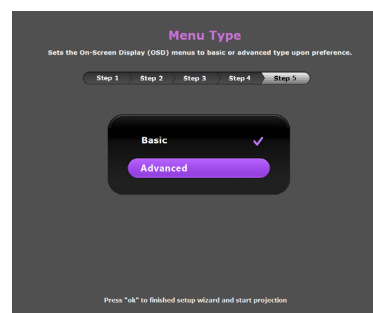 Menu Type
Sets the On-Screen Display (OSD) menus to basic or advanced type upon preference.
Step 1 Step 2 Step 3 Step 4 Step 5
Basic
Advanced
Press "ok" to finished setup wizard and start projection